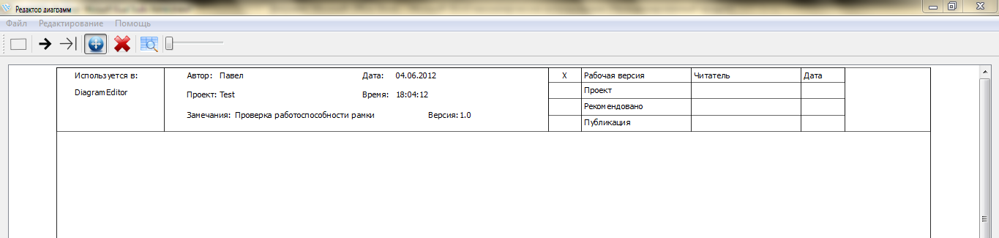 Редактор диаграмм
Файл Редактирование Помощь
Используется в: Автор: Павел Дата: 04.06.2012 X Рабочая версия Читатель Дата
DiagramEditor Проект: Test Время: 18:04:12 Проект
Рекомендовано
Замечания: Проверка работоспособности рамки Версия: 1.0 Публикация